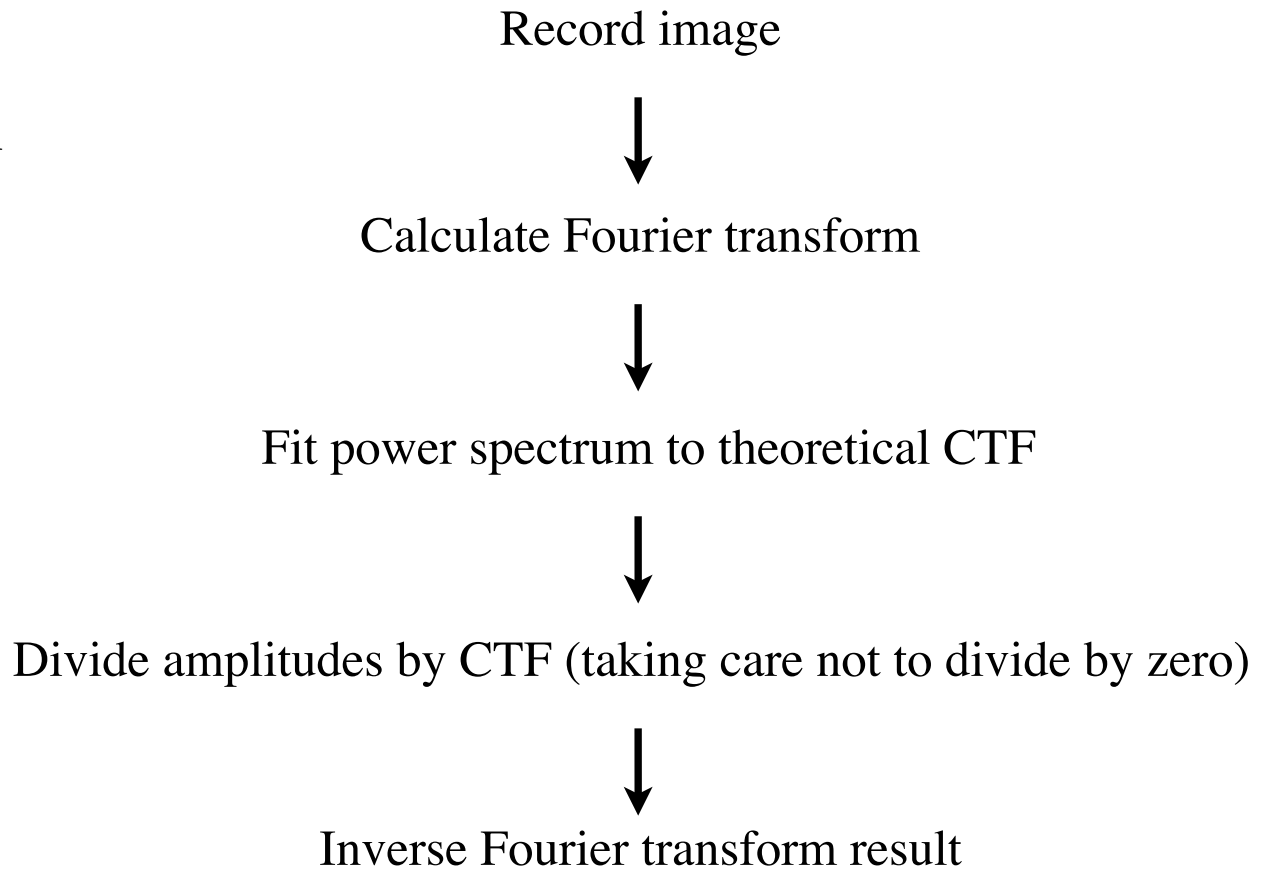 Record image
Calculate Fourier transform
Fit power spectrum to theoretical CTF
Divide amplitudes by CTF (taking care not to divide by zero)
Inverse Fourier transform result